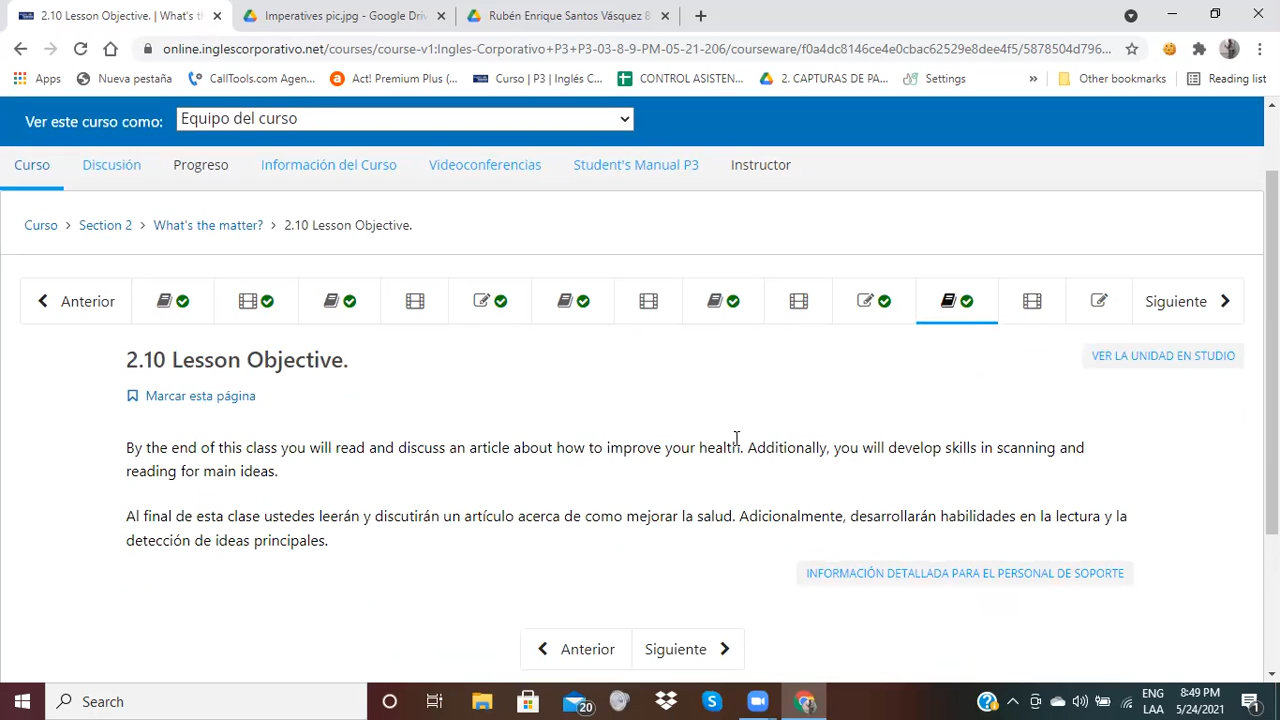 2.10 Lesson Objective. | What's t
Imperatives pic.jpg - Google Driv
Rubén Enrique Santos Vásquez 8
online.inglescorporativo.net/courses/course-v1:Ingles-Corporativo+P3+P3-03-8-9-PM-05-21-206/courseware/f0a4dc8146ce4e0cbac62529e8dee4f5/5878504d796...
Apps Nueva pestaña CallTools.com Agen... Act! Premium Plus (... Curso | P3 | Inglés C... CONTROL ASISTEN... 2. CAPTURAS DE PA... Settings » Other bookmarks Reading list
Ver este curso como: Equipo del curso
Curso Discusión Progreso Información del Curso Videoconferencias Student's Manual P3 Instructor
Curso > Section 2 > What's the matter? > 2.10 Lesson Objective.
Anterior Siguiente
2.10 Lesson Objective.
VER LA UNIDAD EN STUDIO
Marcar esta página
By the end of this class you will read and discuss an article about how to improve your health. Additionally, you will develop skills in scanning and
reading for main ideas.
Al final de esta clase ustedes leerán y discutirán un artículo acerca de como mejorar la salud. Adicionalmente, desarrollarán habilidades en la lectura y la
detección de ideas principales.
INFORMACIÓN DETALLADA PARA EL PERSONAL DE SOPORTE
Anterior Siguiente
Search
20
ENG
LAA
8:49 PM
5/24/2021
1